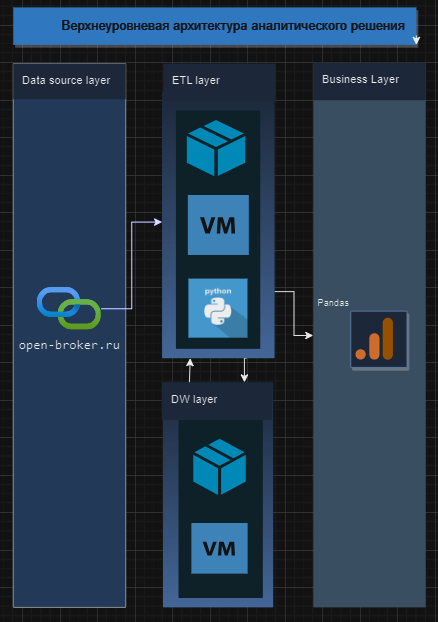 Верхнеуровневая архитектура аналитического решения
Data source layer
ETL layer
Business Layer
VM
python
open-broker.ru
Pandas
DW layer
VM